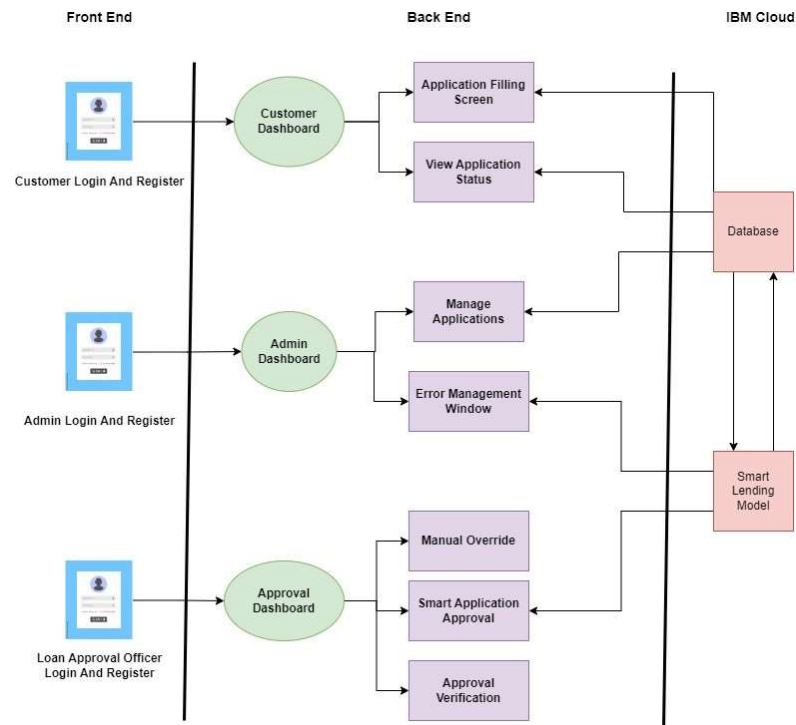 Front End
Back End
IBM Cloud
Customer Login And Register
Customer
Dashboard
Application Filling
Screen
View Application
Status
Database
Admin Login And Register
Admin
Dashboard
Manage
Applications
Error Management
Window
Smart
Lending
Model
Loan Approval Officer
Login And Register
Approval
Dashboard
Manual Override
Smart Application
Approval
Approval
Verification